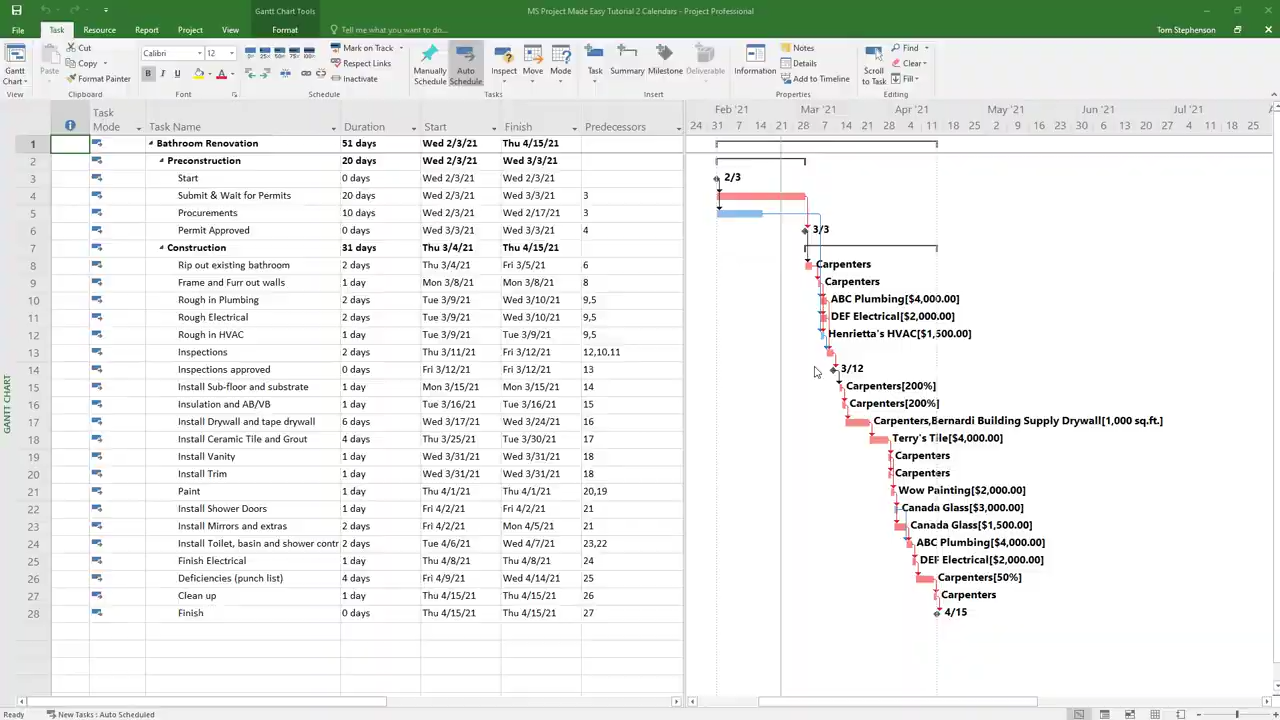 Gantt Chart Tools
MS Project Made Easy Tutorial 2 Calendars - Project Professional
File Task Resource Report Project View Format Tell me what you want to do... Tom Stephenson
Gantt Chart
View
Paste
Cut
Copy
Format Painter
Clipboard
Calibri 12
B I U A
Font
Mark on Track
Respect Links
Inactivate
Schedule
Manually Schedule
Auto Schedule
Inspect
Move
Mode
Tasks
Task
Summary
Milestone
Deliverable
Insert
Information
Notes
Details
Add to Timeline
Properties
Scroll to Task
Find
Clear
Fill
Editing
Task Mode Task Name Duration Start Finish Predecessors
Feb '21 Mar '21 Apr '21 May '21 Jun '21 Jul '21
24 31 7 14 21 28 7 14 21 28 4 11 18 25 2 9 16 23 30 6 13 20 27 4 11 18 25
1 Bathroom Renovation 51 days Wed 2/3/21 Thu 4/15/21
2 Preconstruction 20 days Wed 2/3/21 Wed 3/3/21
3 Start 0 days Wed 2/3/21 Wed 2/3/21 2/3
4 Submit & Wait for Permits 20 days Wed 2/3/21 Wed 3/3/21 3
5 Procurements 10 days Wed 2/3/21 Wed 2/17/21 3
6 Permit Approved 0 days Wed 3/3/21 Wed 3/3/21 4 3/3
7 Construction 31 days Thu 3/4/21 Thu 4/15/21
8 Rip out existing bathroom 2 days Thu 3/4/21 Fri 3/5/21 6 Carpenters
9 Frame and Furr out walls 1 day Mon 3/8/21 Mon 3/8/21 8 Carpenters
10 Rough in Plumbing 2 days Tue 3/9/21 Wed 3/10/21 9,5 ABC Plumbing[$4,000.00]
11 Rough Electrical 2 days Tue 3/9/21 Wed 3/10/21 9,5 DEF Electrical[$2,000.00]
12 Rough in HVAC 1 day Tue 3/9/21 Tue 3/9/21 9,5 Henrietta's HVAC[$1,500.00]
13 Inspections 2 days Thu 3/11/21 Fri 3/12/21 12,10,11
14 Inspections approved 0 days Fri 3/12/21 Fri 3/12/21 13 3/12
15 Install Sub-floor and substrate 1 day Mon 3/15/21 Mon 3/15/21 14 Carpenters[200%]
16 Insulation and AB/VB 1 day Tue 3/16/21 Tue 3/16/21 15 Carpenters[200%]
17 Install Drywall and tape drywall 6 days Wed 3/17/21 Wed 3/24/21 16 Carpenters,Bernardi Building Supply Drywall[1,000 sq.ft.]
18 Install Ceramic Tile and Grout 4 days Thu 3/25/21 Tue 3/30/21 17 Terry's Tile[$4,000.00]
19 Install Vanity 1 day Wed 3/31/21 Wed 3/31/21 18 Carpenters
20 Install Trim 1 day Wed 3/31/21 Wed 3/31/21 18 Carpenters
21 Paint 1 day Thu 4/1/21 Thu 4/1/21 20,19 Wow Painting[$2,000.00]
22 Install Shower Doors 1 day Fri 4/2/21 Fri 4/2/21 21 Canada Glass[$3,000.00]
23 Install Mirrors and extras 2 days Fri 4/2/21 Mon 4/5/21 21 Canada Glass[$1,500.00]
24 Install Toilet, basin and shower contr 2 days Tue 4/6/21 Wed 4/7/21 23,22 ABC Plumbing[$4,000.00]
25 Finish Electrical 1 day Thu 4/8/21 Thu 4/8/21 24 DEF Electrical[$2,000.00]
26 Deficiencies (punch list) 4 days Fri 4/9/21 Wed 4/14/21 25 Carpenters[50%]
27 Clean up 1 day Thu 4/15/21 Thu 4/15/21 26 Carpenters
28 Finish 0 days Thu 4/15/21 Thu 4/15/21 27 4/15
GANTT CHART
Ready New Tasks : Auto Scheduled